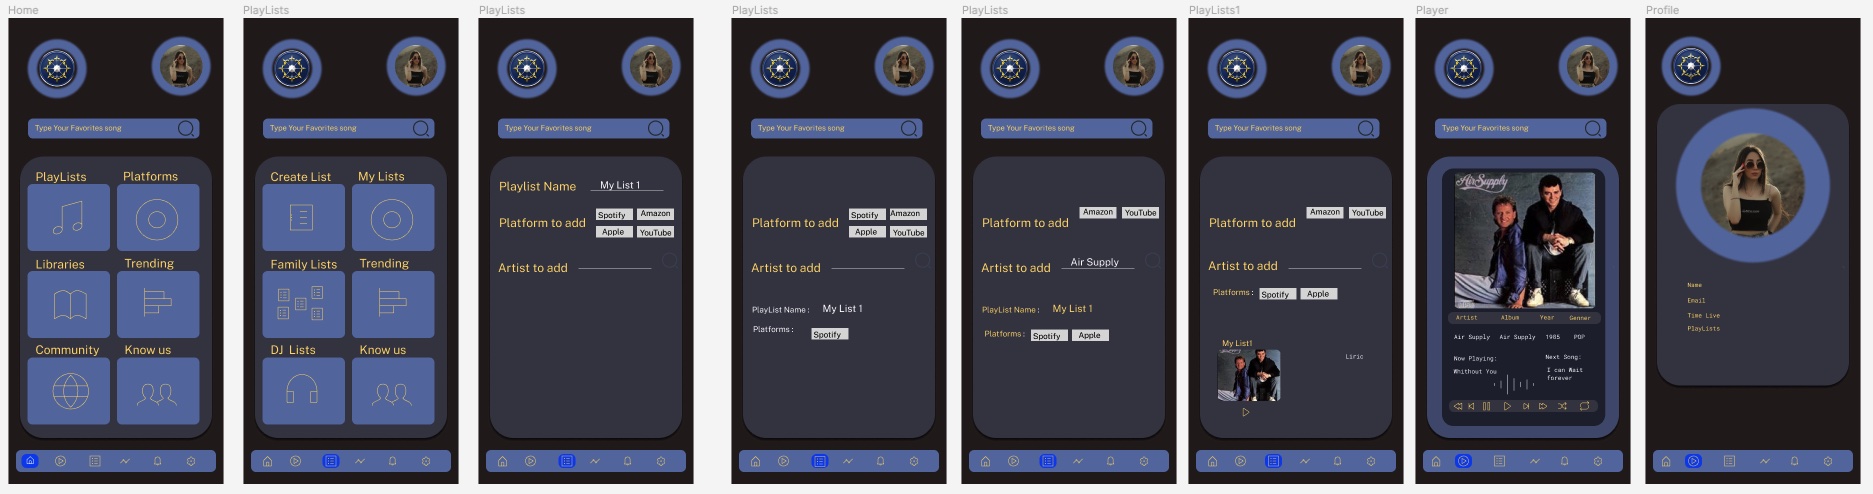 Home
Type Your Favorites song
PlayLists
Platforms
Libraries
Trending
Community
Know us
PlayLists
Type Your Favorites song
Create List
My Lists
Family Lists
Trending
DJ Lists
Know us
PlayLists
Type Your Favorites song
Playlist Name My List 1
Platform to add
Spotify Amazon
Apple YouTube
Artist to add
PlayLists
Type Your Favorites song
Platform to add
Spotify Amazon
Apple YouTube
Artist to add
PlayList Name : My List 1
Platforms :
Spotify
PlayLists
Type Your Favorites song
Platform to add
Amazon YouTube
Artist to add Air Supply
PlayList Name : My List 1
Platforms : Spotify Apple
PlayLists1
Type Your Favorites song
Platform to add
Amazon YouTube
Artist to add
Platforms : Spotify Apple
My List1
Liric
Player
Type Your Favorites song
Air Supply
Artist Album Year Genner
Air Supply Air Supply 1985 POP
Now Playing: Next Song:
Whithout You I can Wait
forever
Profile
Name
Email
Time Live
PlayLists